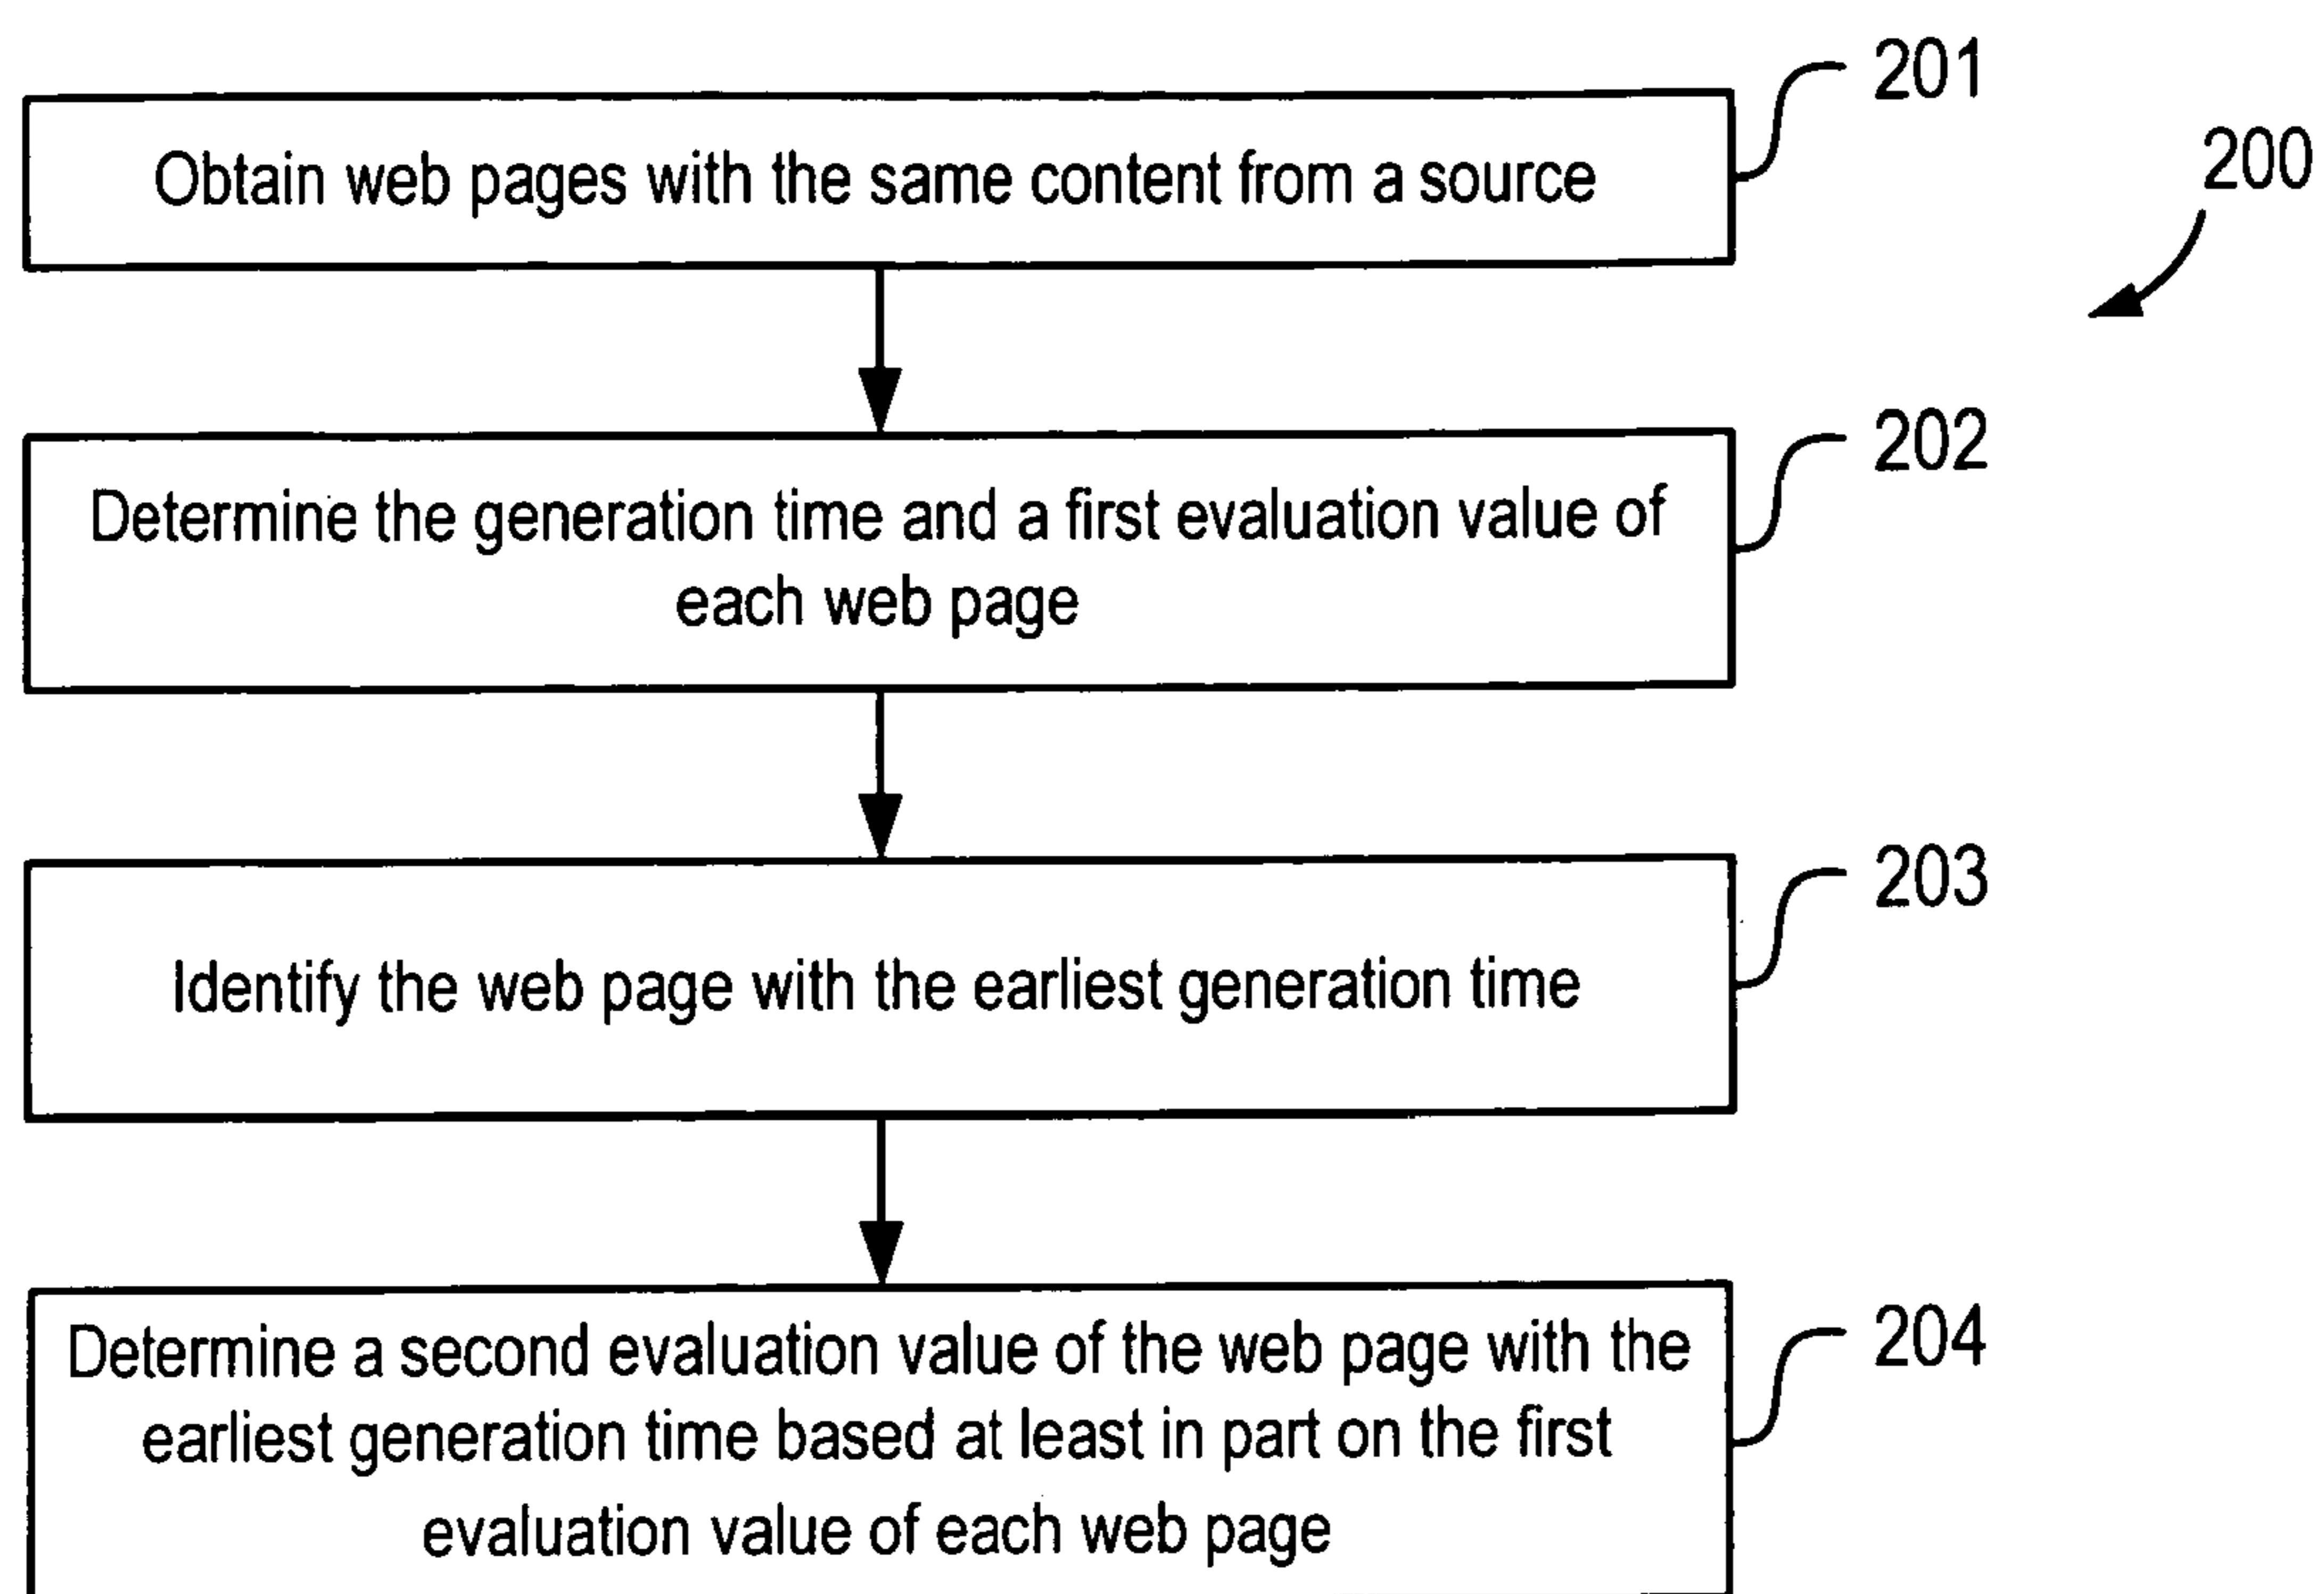 201
Obtain web pages with the same content from a source
200
202
Determine the generation time and a first evaluation value of
each web page
203
Identify the web page with the earliest generation time
204
Determine a second evaluation value of the web page with the
earliest generation time based at least in part on the first
evaluation value of each web page